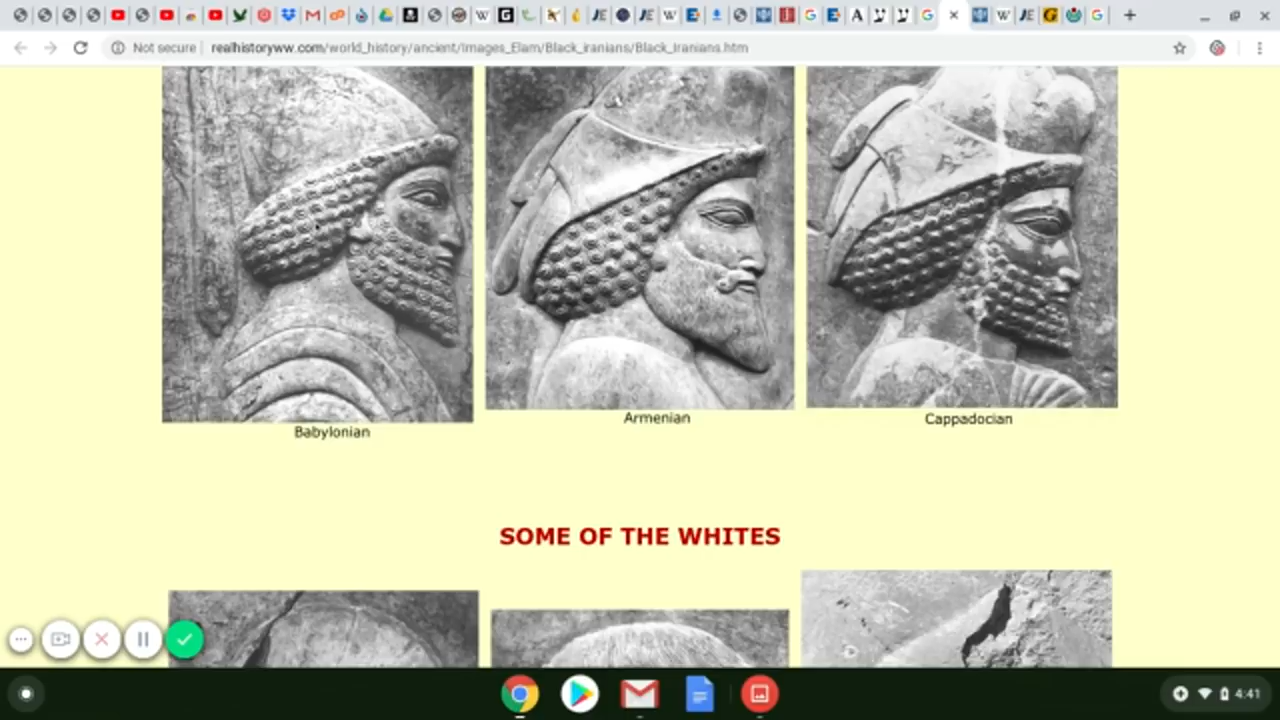 Not secure | realhistoryww.com/world_history/ancient/Images_Elam/Black_iranians/Black_Iranians.htm
Babylonian
Armenian
Cappadocian
SOME OF THE WHITES
4:41